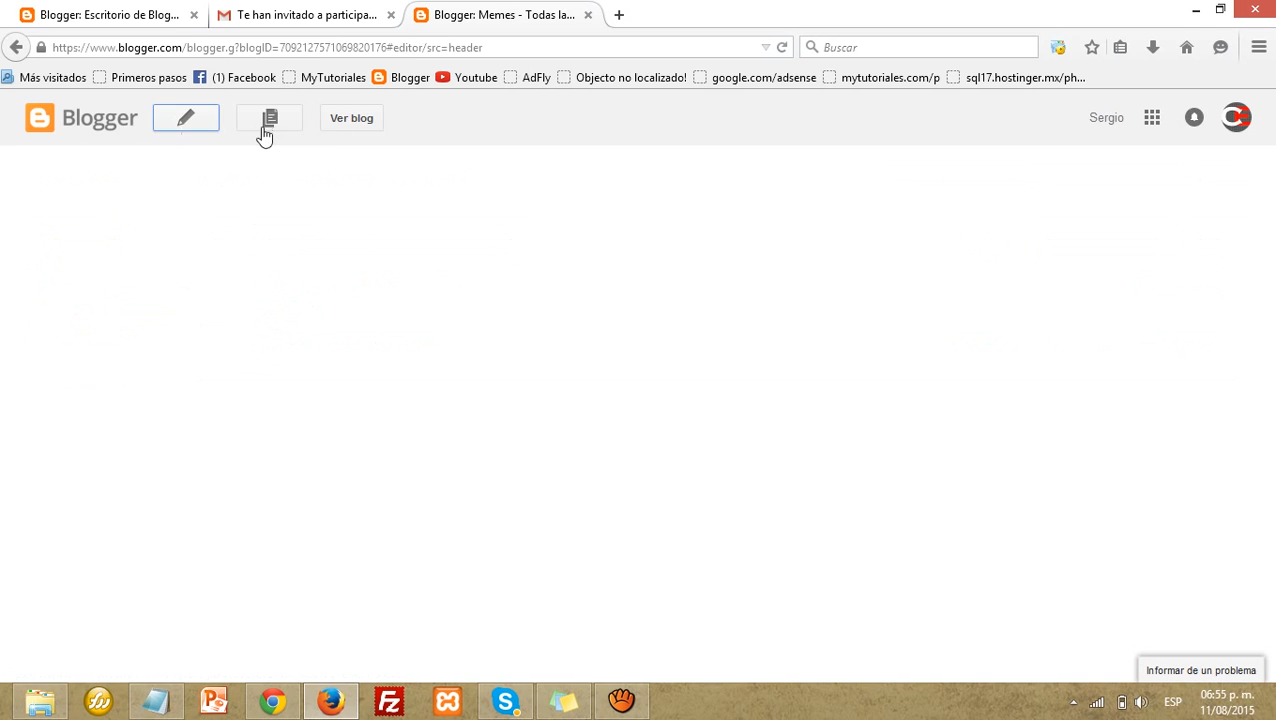 Blogger: Escritorio de Blog...
Te han invitado a participa...
Blogger: Memes - Todas la...
https://www.blogger.com/blogger.g?blogID=7092127571069820176#editor/src=header
Buscar
Más visitados
Primeros pasos
(1) Facebook
MyTutoriales
Blogger
Youtube
AdFly
Objecto no localizado!
google.com/adsense
mytutoriales.com/p
sql17.hostinger.mx/ph...
Blogger
Ver blog
Sergio
Informar de un problema
ESP
06:55 p. m.
11/08/2015